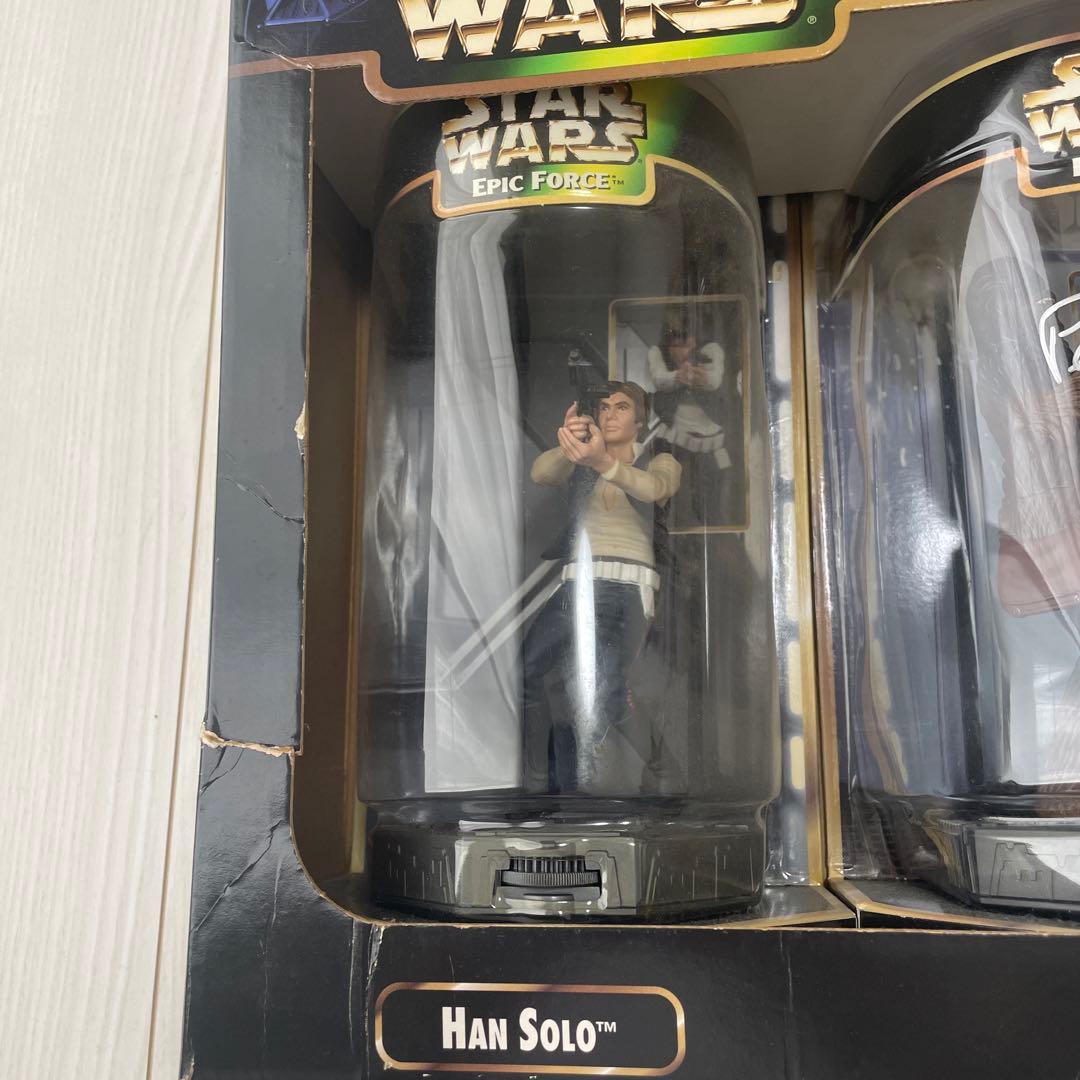 WARS®
STAR
WARS
EPIC FORCE™
HAN SOLO™